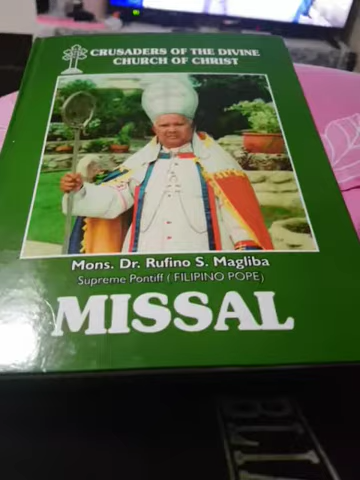 CRUSADERS OF THE DIVINE
CHURCH OF CHRIST
Mons. Dr. Rufino S. Magliba
Supreme Pontiff ( FILIPINO POPE)
MISSAL